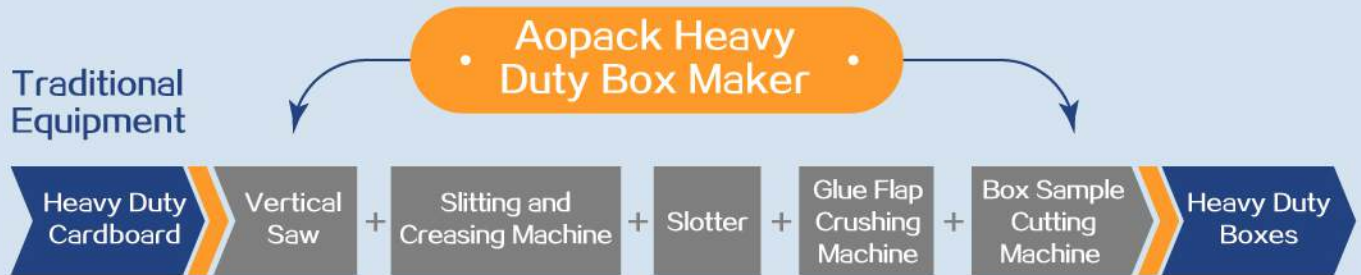 Aopack Heavy
Duty Box Maker
Traditional
Equipment
Heavy Duty
Cardboard
Vertical
Saw
+
Slitting and
Creasing Machine
+
Slotter
+
Glue Flap
Crushing
Machine
+
Box Sample
Cutting
Machine
Heavy Duty
Boxes